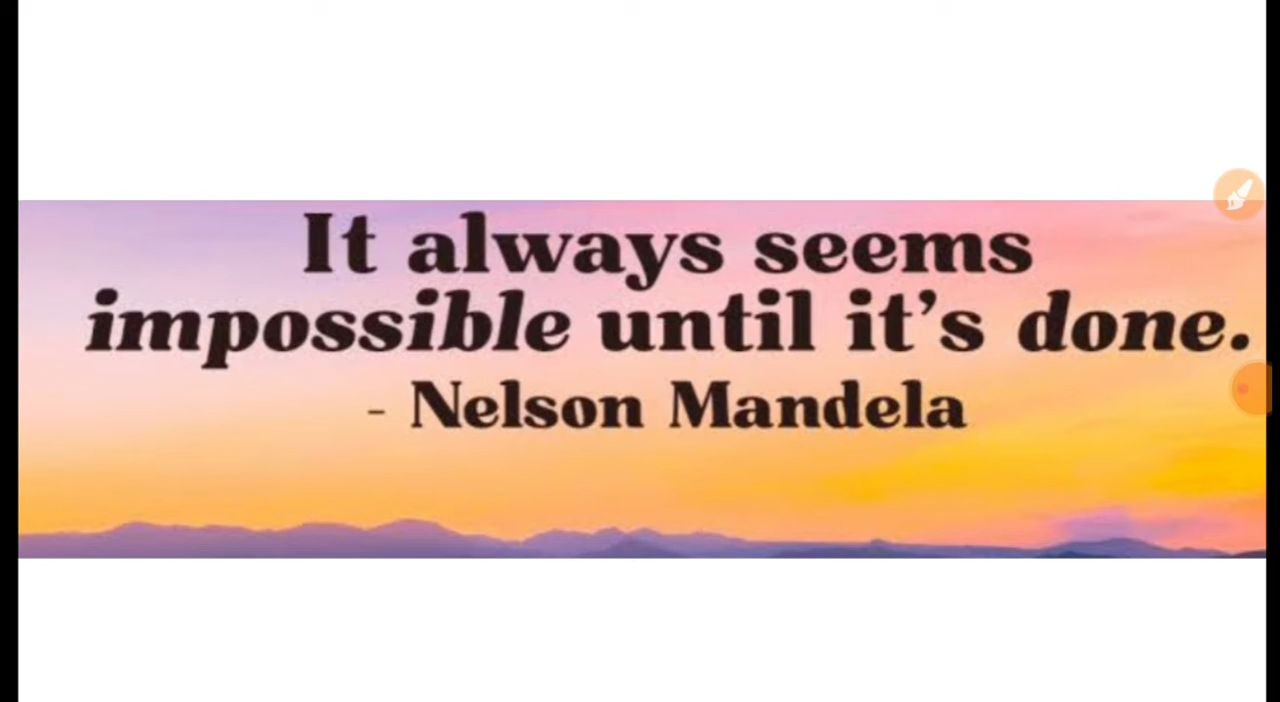 It always seems
impossible until it’s done.
- Nelson Mandela